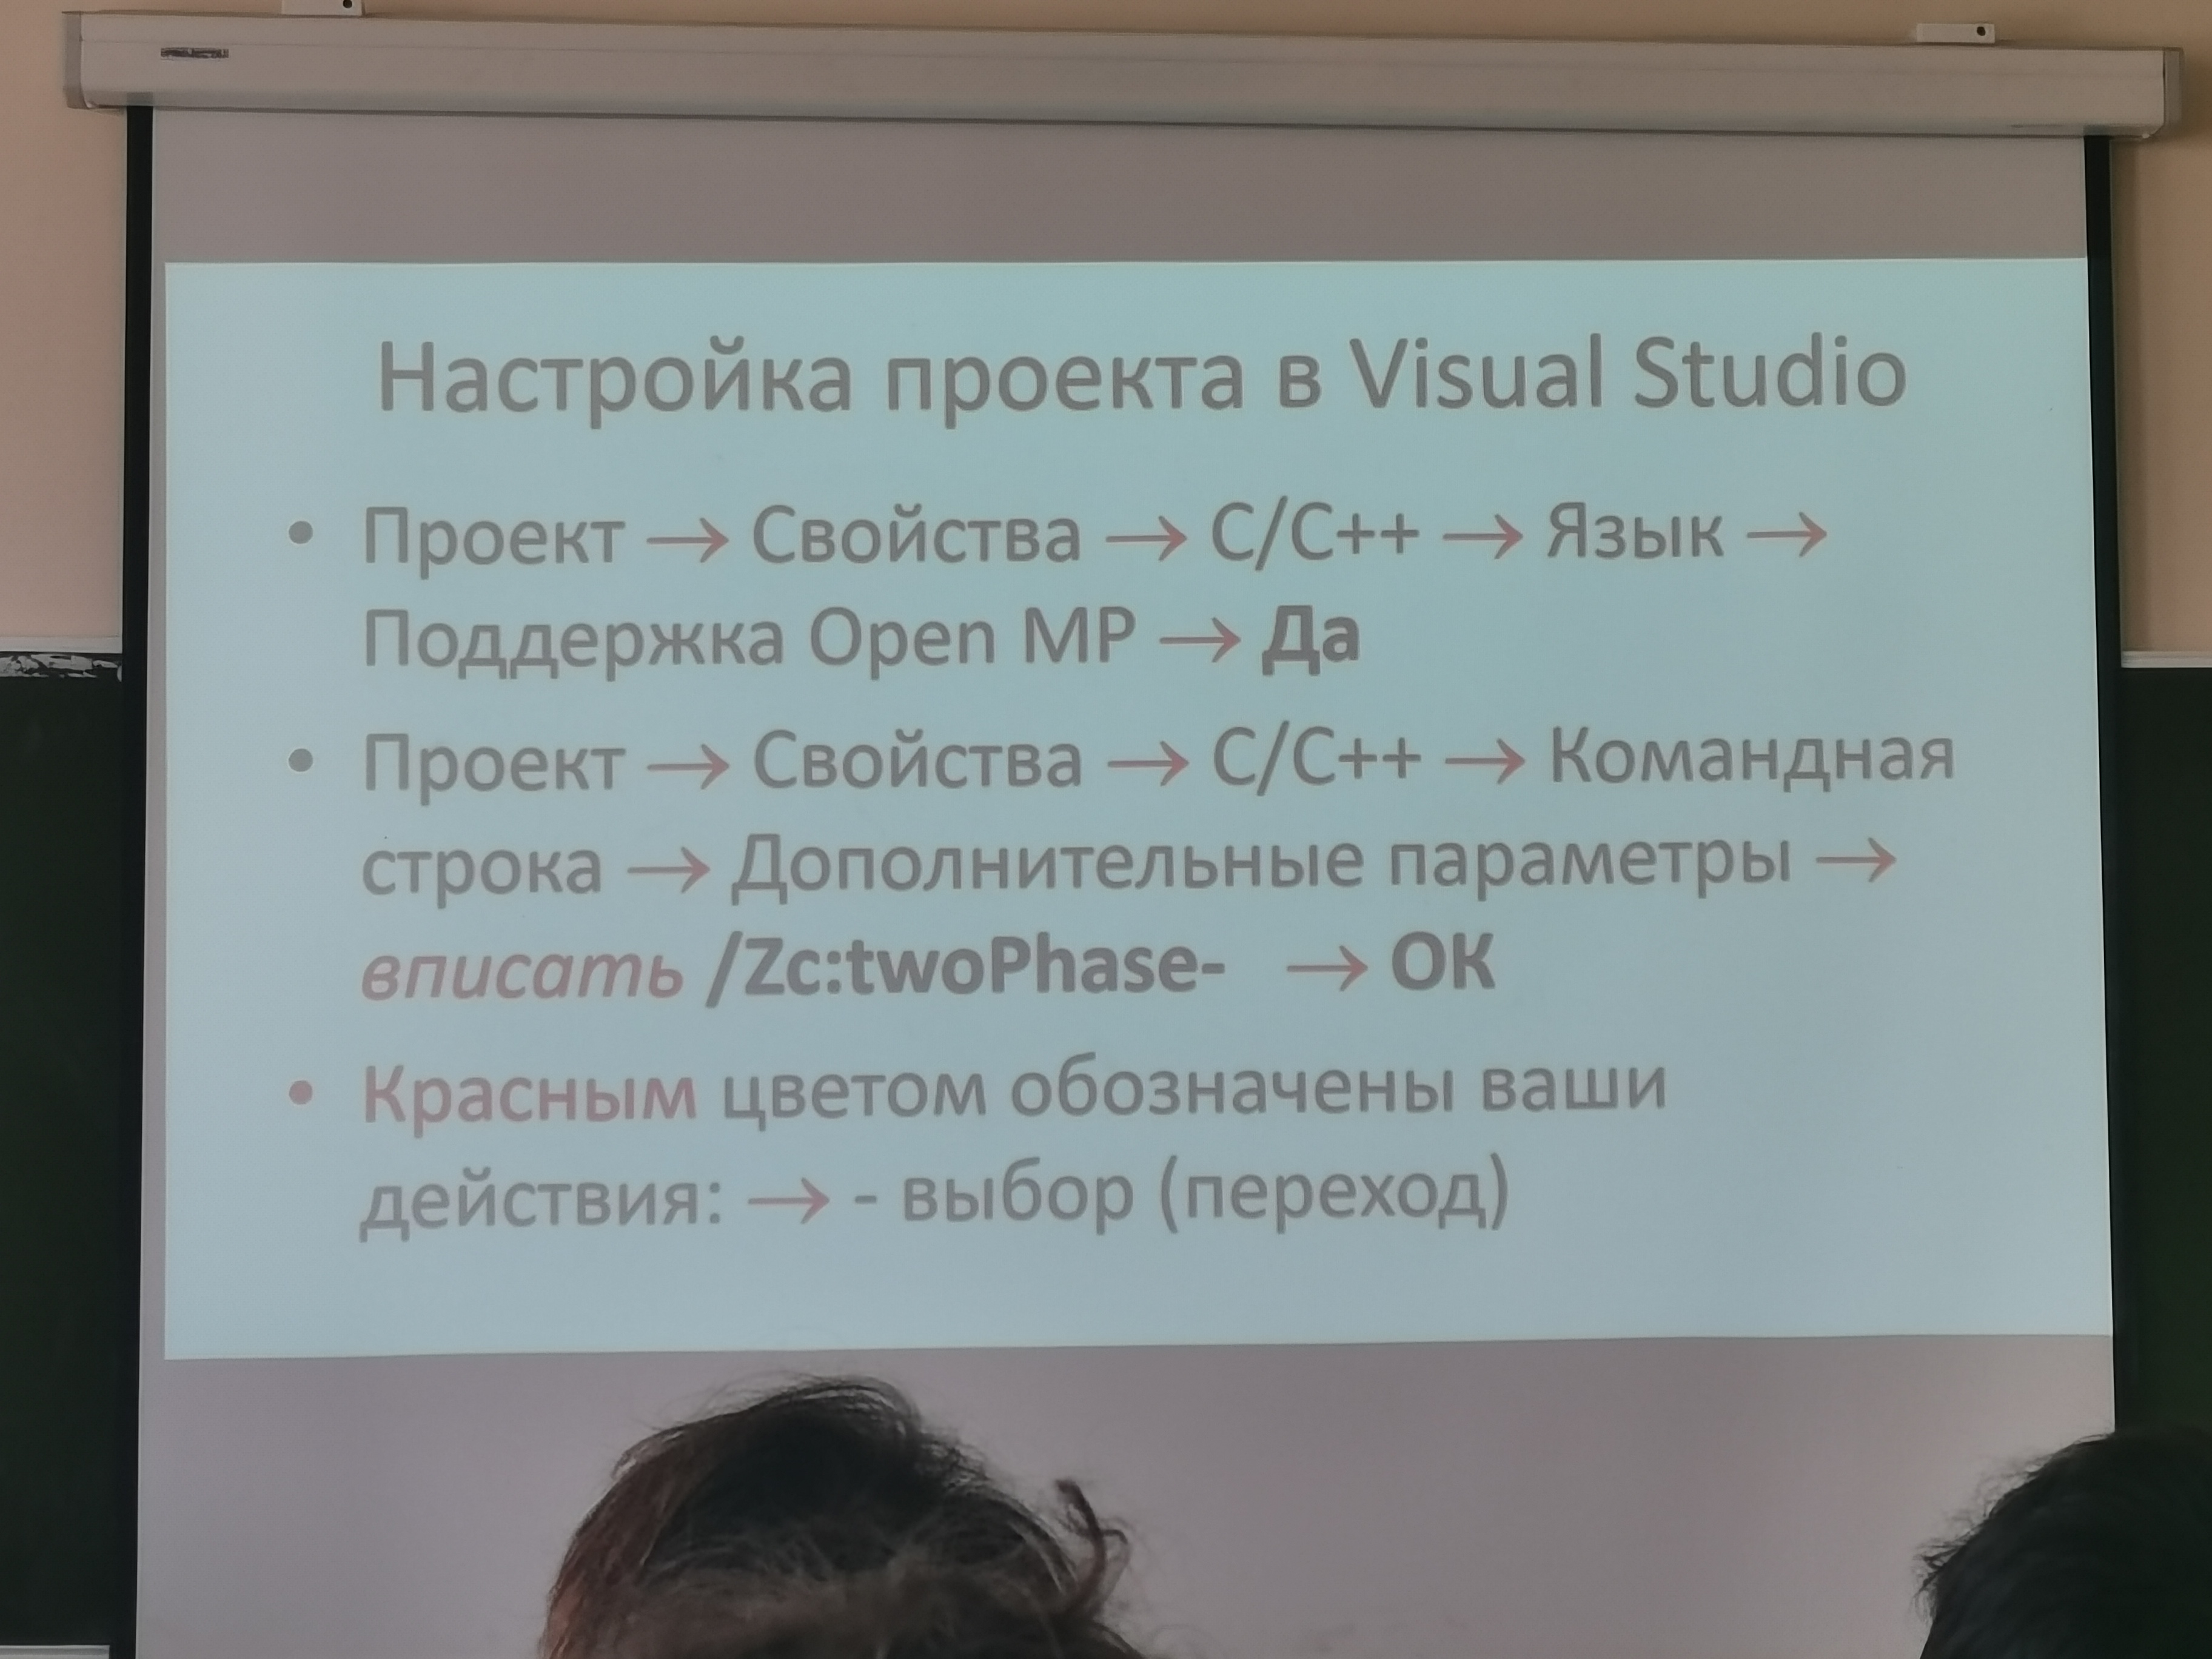 Настройка проекта в Visual Studio
• Проект → Свойства → C/C++ → Язык →
Поддержка Open MP → Да
• Проект → Свойства → C/C++ → Командная
строка → Дополнительные параметры →
вписать /Zc:twoPhase- → ОК
• Красным цветом обозначены ваши
действия: → - выбор (переход)